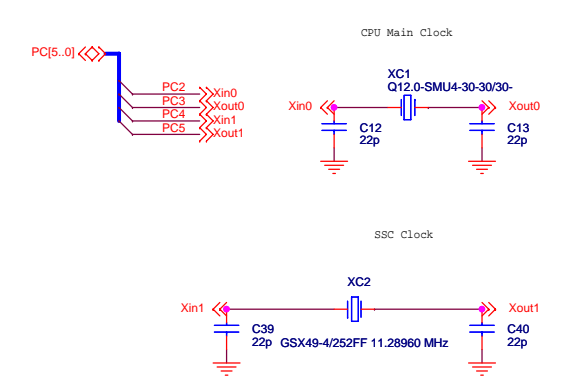 CPU Main Clock
PC[5..0]
XC1
PC2
Xin0
Q12.0-SMU4-30-30/30-
PC3
Xout0
Xin0
Xout0
PC4
Xin1
PC5
Xout1
C12
22p
C13
22p
SSC Clock
XC2
Xin1
Xout1
C39
22p
GSX49-4/252FF 11.28960 MHz
C40
22p